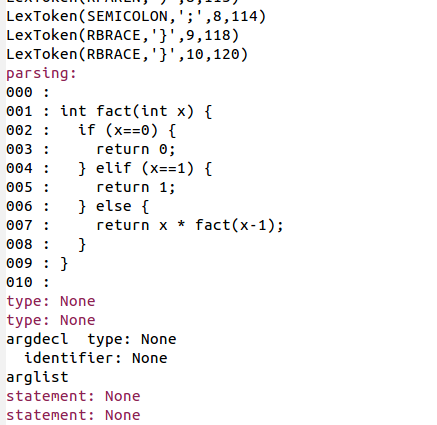 LexToken(SEMICOLON,';',8,114)
LexToken(RBRACE,'}',9,118)
LexToken(RBRACE,'}',10,120)
parsing:
000 :
001 : int fact(int x) {
002 :   if (x==0) {
003 :     return 0;
004 :   } elif (x==1) {
005 :     return 1;
006 :   } else {
007 :     return x * fact(x-1);
008 :   }
009 : }
010 :
type: None
type: None
argdecl  type: None
  identifier: None
arglist
statement: None
statement: None